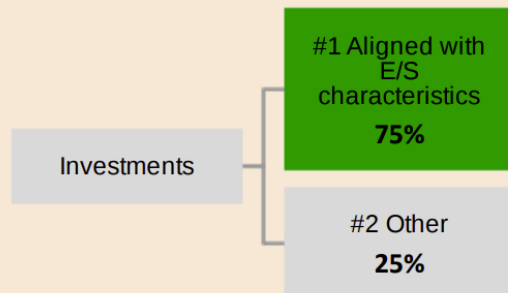 #1 Aligned with
E/S
characteristics
75%
Investments
#2 Other
25%